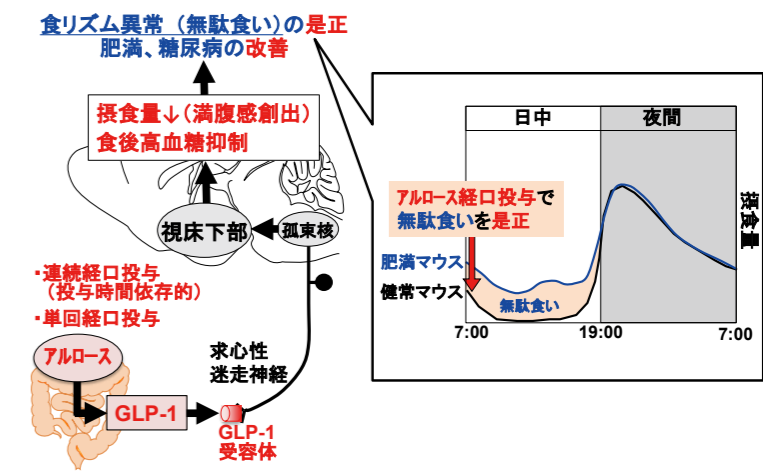 食リズム異常（無駄食い）の是正
肥満、糖尿病の改善
摂食量↓（満腹感創出）
食後高血糖抑制
視床下部
孤束核
・連続経口投与
（投与時間依存的）
・単回経口投与
アルロース
GLP-1
求心性
迷走神経
GLP-1
受容体
日中
夜間
アルロース経口投与で
無駄食いを是正
肥満マウス
健常マウス
無駄食い
摂食量
7:00
19:00
7:00